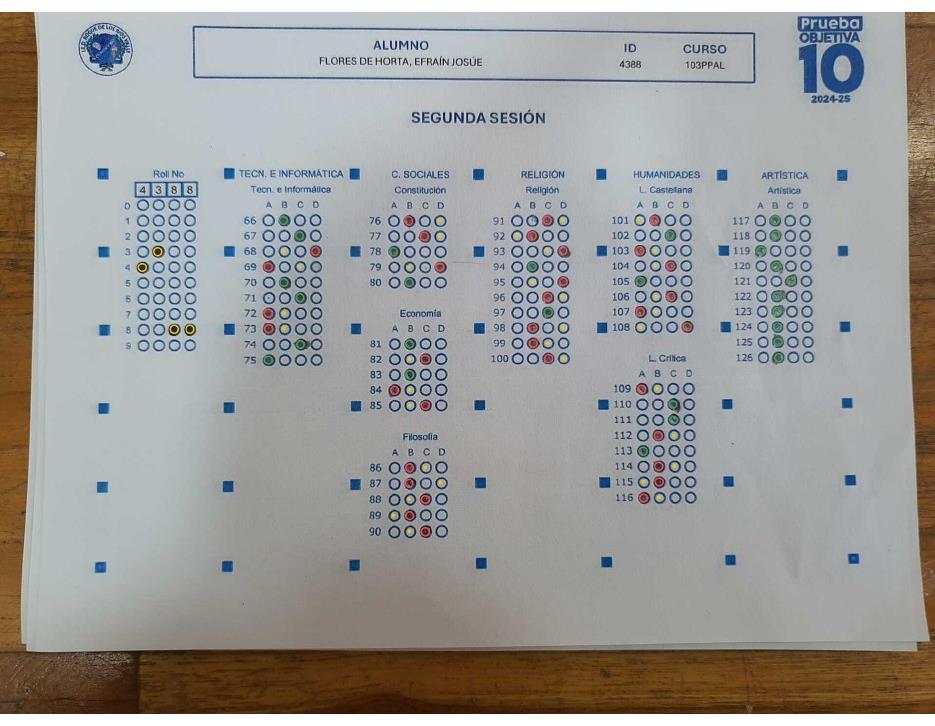 I.E.D. ROQUE DE LOS RIOS VALLE
Prueba
OBJETIVA
10
2024-25
ALUMNO ID CURSO
FLORES DE HORTA, EFRAÍN JOSÚE 4388 103PPAL
SEGUNDA SESIÓN
Roll No
4 3 8 8
0
1
2
3
4
5
6
7
8
9
TECN. E INFORMÁTICA
Tecn. e Informática
A B C D
66
67
68
69
70
71
72
73
74
75
C. SOCIALES
Constitución
A B C D
76
77
78
79
80
Economía
A B C D
81
82
83
84
85
Filosofía
A B C D
86
87
88
89
90
RELIGIÓN
Religión
A B C D
91
92
93
94
95
96
97
98
99
100
HUMANIDADES
L. Castellana
A B C D
101
102
103
104
105
106
107
108
L. Crítica
A B C D
109
110
111
112
113
114
115
116
ARTÍSTICA
Artística
A B C D
117
118
119
120
121
122
123
124
125
126